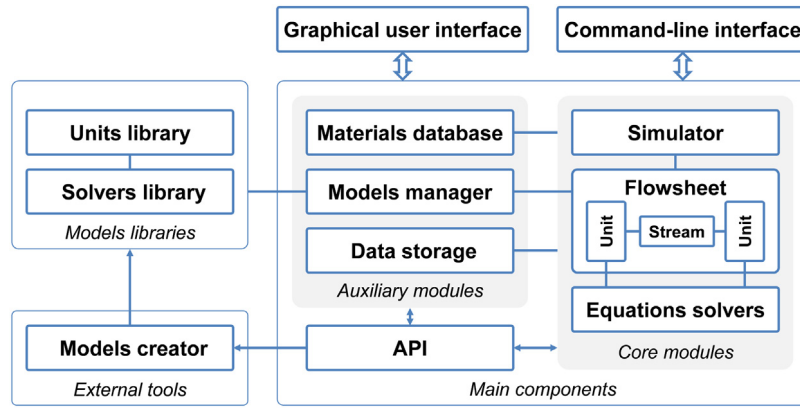 Graphical user interface
Command-line interface
Units library
Solvers library
Models libraries
Materials database
Models manager
Data storage
Auxiliary modules
Simulator
Flowsheet
Unit
Stream
Unit
Equations solvers
Core modules
Models creator
External tools
API
Main components